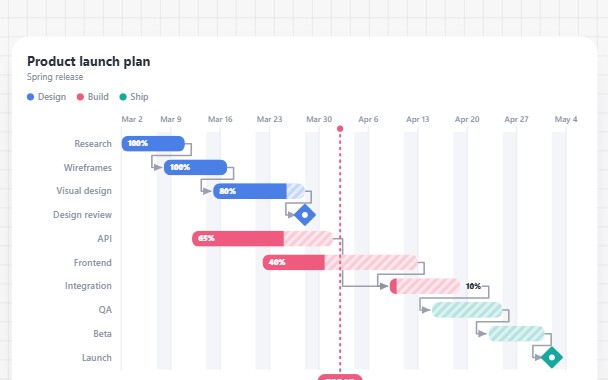 Product launch plan
Spring release
Design Build Ship
Mar 2 Mar 9 Mar 16 Mar 23 Mar 30 Apr 6 Apr 13 Apr 20 Apr 27 May 4
Research 100%
Wireframes 100%
Visual design 80%
Design review
API 65%
Frontend 40%
Integration 10%
QA
Beta
Launch